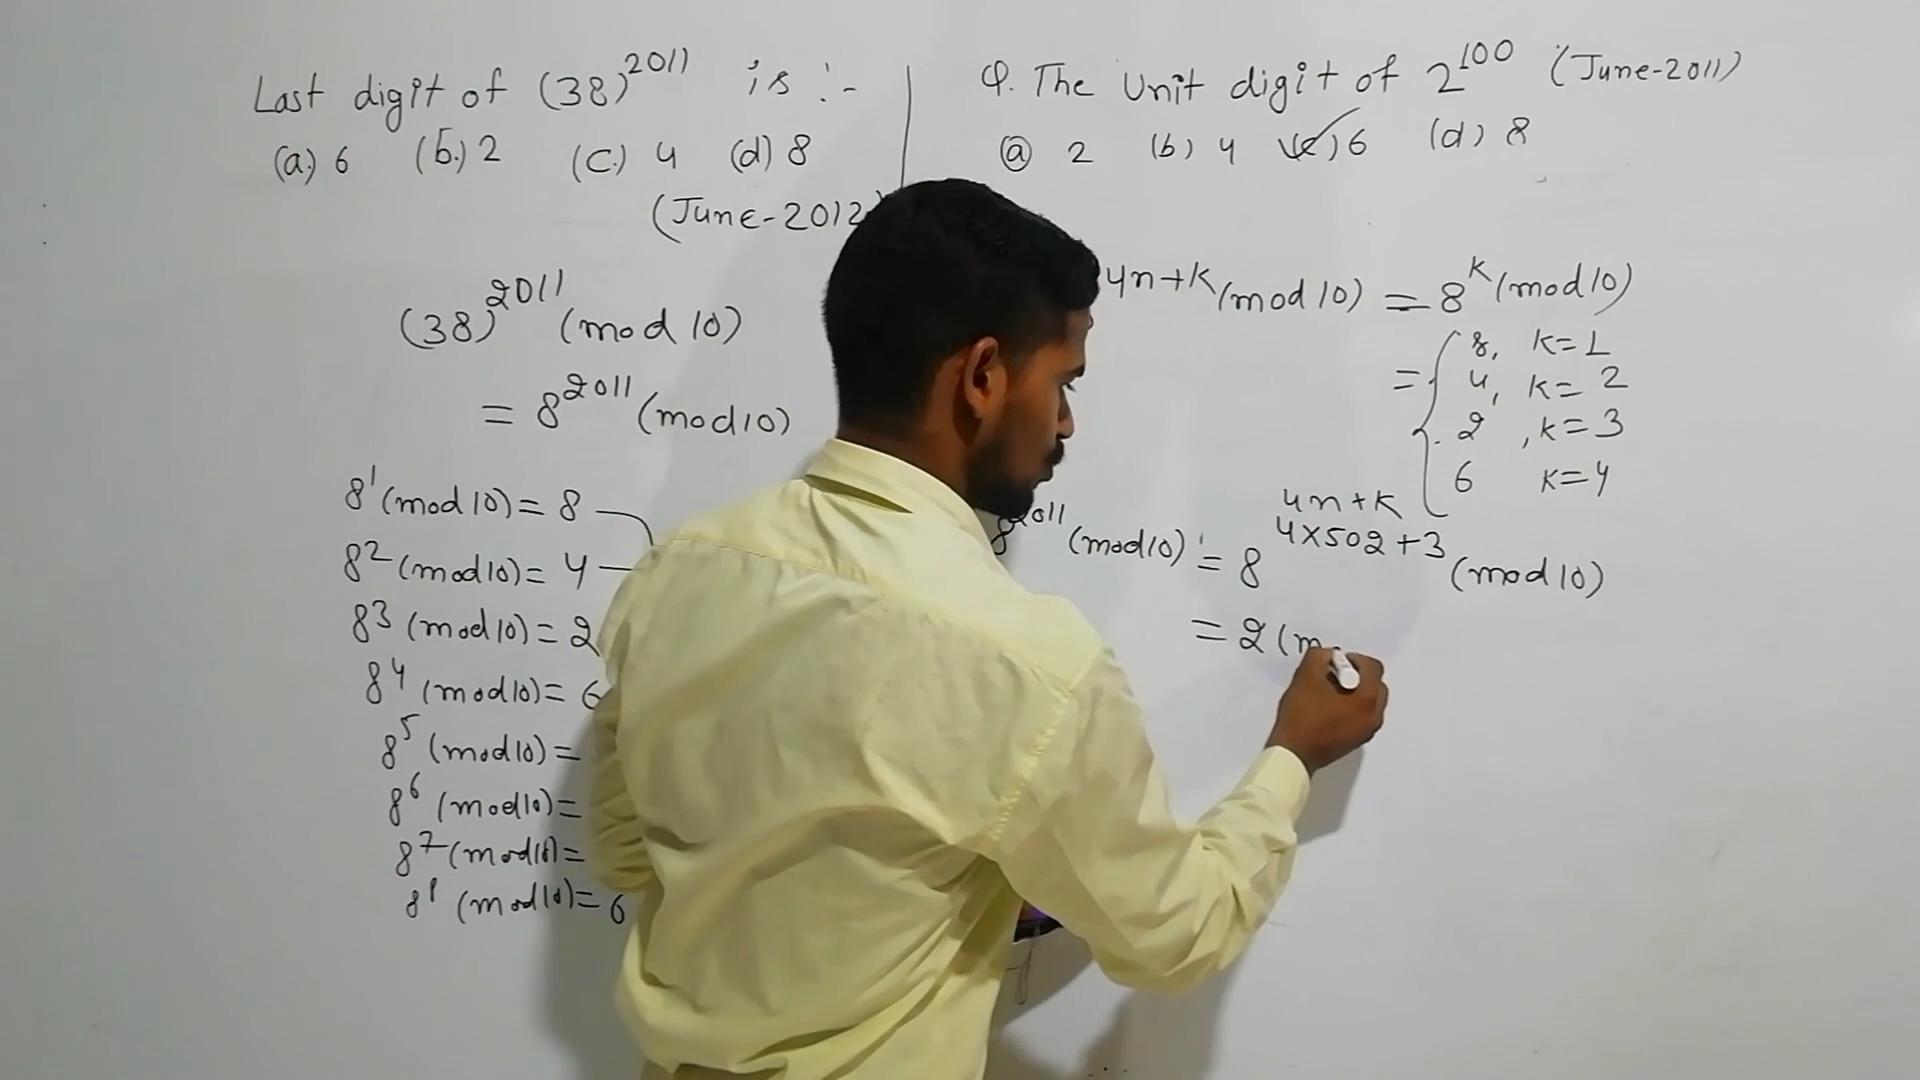 Last digit of (38)^2011 is :-
(a.) 6 (b.) 2 (c.) 4 (d) 8
(June-2012)
(38)^2011 (mod 10)
= 8^2011 (mod 10)
8^1 (mod 10) = 8
8^2 (mod 10) = 4
8^3 (mod 10) = 2
8^4 (mod 10) = 6
8^5 (mod 10) =
8^6 (mod 10) =
8^7 (mod 10) =
8^8 (mod 10) = 6
Q. The Unit digit of 2^100 (June-2011)
(a) 2 (b) 4 (c) 6 (d) 8
4n+k (mod 10) = 8^k (mod 10)
= { 8, k=1
4, k=2
2, k=3
6 k=4
4n+k
8^2011 (mod 10) = 8^4×502+3 (mod 10)
= 2 (m